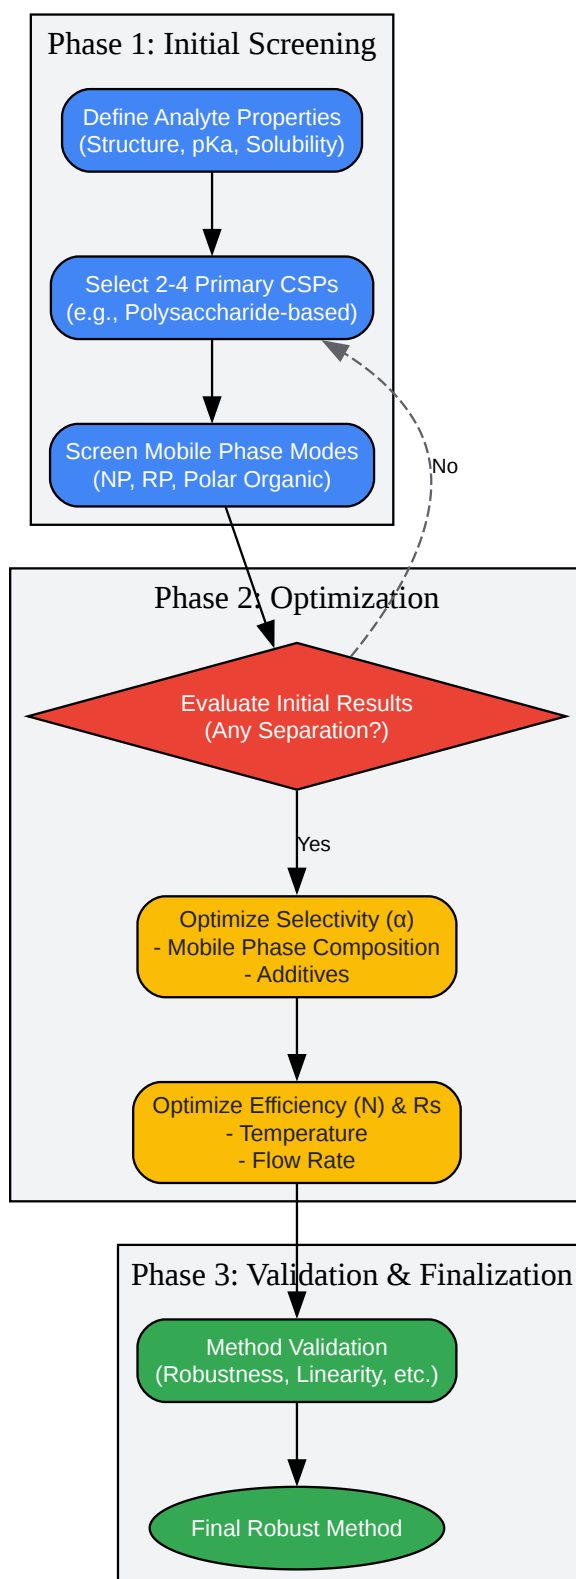 Phase 1: Initial Screening
Define Analyte Properties
(Structure, pKa, Solubility)
Select 2-4 Primary CSPs
(e.g., Polysaccharide-based)
Screen Mobile Phase Modes
(NP, RP, Polar Organic)
No
Phase 2: Optimization
Evaluate Initial Results
(Any Separation?)
Yes
Optimize Selectivity (α)
- Mobile Phase Composition
- Additives
Optimize Efficiency (N) & Rs
- Temperature
- Flow Rate
Phase 3: Validation & Finalization
Method Validation
(Robustness, Linearity, etc.)
Final Robust Method